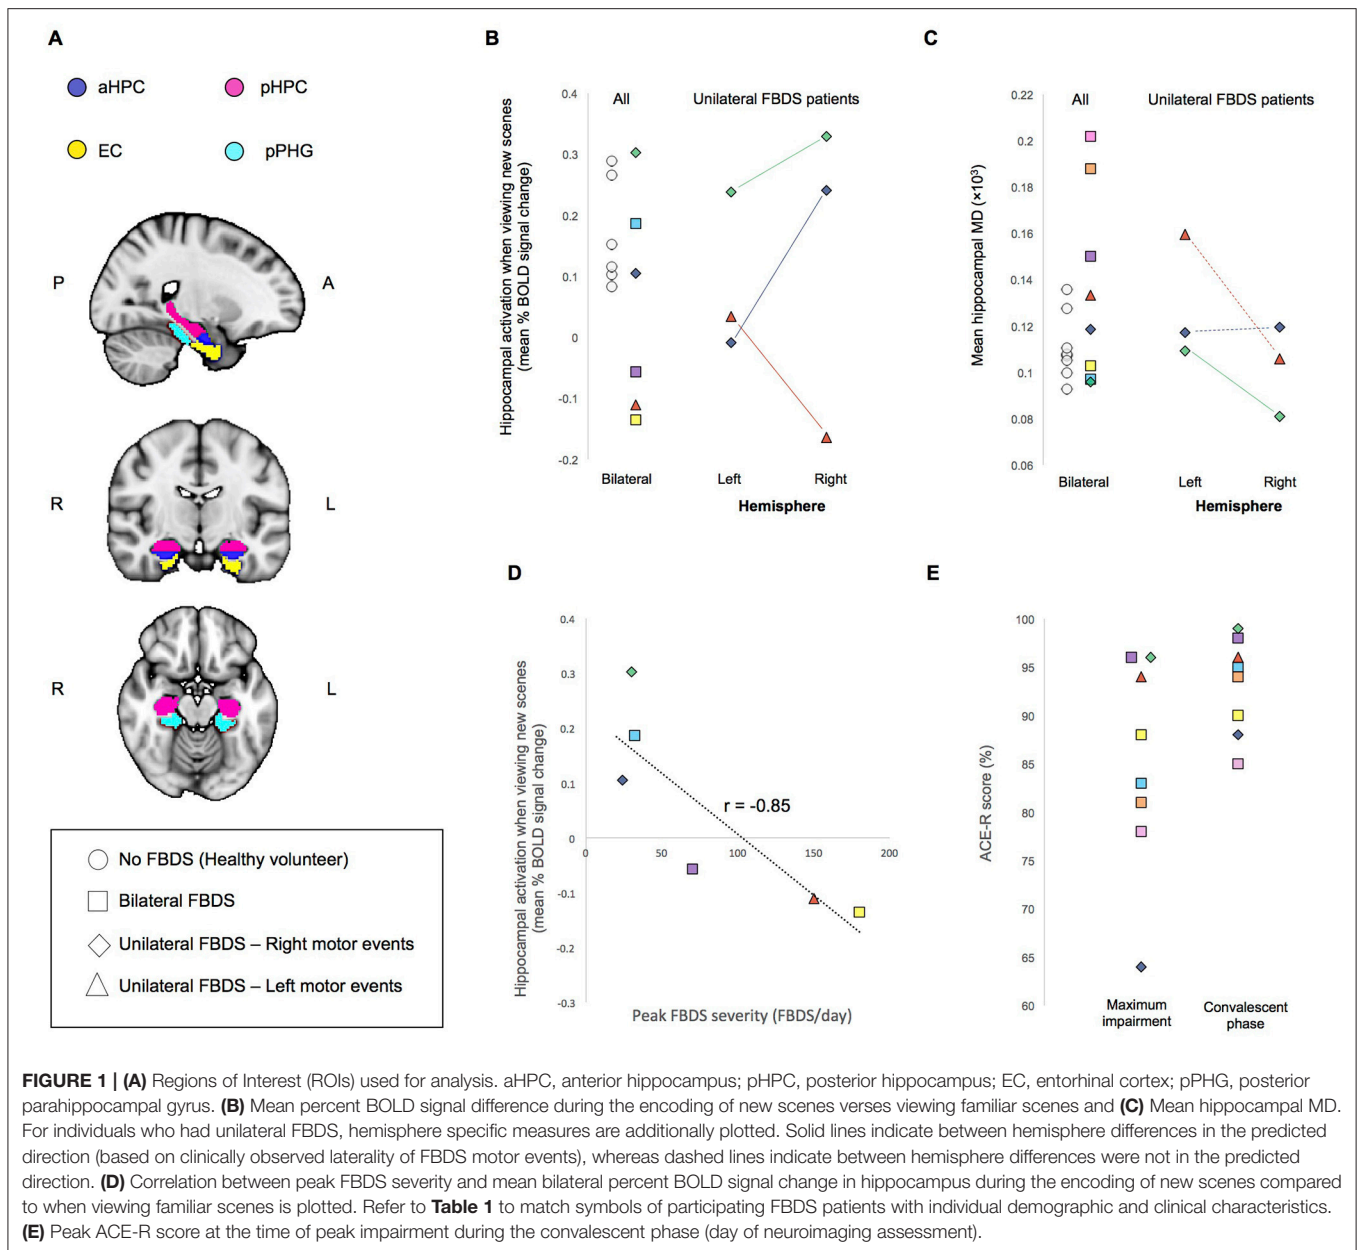 A
aHPC
pHPC
EC
pPHG
P
A
R
L
R
L
No FBDS (Healthy volunteer)
Bilateral FBDS
Unilateral FBDS – Right motor events
Unilateral FBDS – Left motor events
B
Hippocampal activation when viewing new scenes
(mean % BOLD signal change)
All
Unilateral FBDS patients
0.4
0.3
0.2
0.1
0
-0.1
-0.2
Bilateral
Left
Right
Hemisphere
C
Mean hippocampal MD (×10³)
All
Unilateral FBDS patients
0.22
0.2
0.18
0.16
0.14
0.12
0.1
0.08
0.06
Bilateral
Left
Right
Hemisphere
D
Hippocampal activation when viewing new scenes
(mean % BOLD signal change)
0.4
0.3
0.2
0.1
0
-0.1
-0.2
-0.3
0
50
100
150
200
r = -0.85
Peak FBDS severity (FBDS/day)
E
ACE-R score (%)
100
95
90
85
80
75
70
65
60
Maximum
impairment
Convalescent
phase
FIGURE 1 | (A) Regions of Interest (ROIs) used for analysis. aHPC, anterior hippocampus; pHPC, posterior hippocampus; EC, entorhinal cortex; pPHG, posterior
parahippocampal gyrus. (B) Mean percent BOLD signal difference during the encoding of new scenes verses viewing familiar scenes and (C) Mean hippocampal MD.
For individuals who had unilateral FBDS, hemisphere specific measures are additionally plotted. Solid lines indicate between hemisphere differences in the predicted
direction (based on clinically observed laterality of FBDS motor events), whereas dashed lines indicate between hemisphere differences were not in the predicted
direction. (D) Correlation between peak FBDS severity and mean bilateral percent BOLD signal change in hippocampus during the encoding of new scenes compared
to when viewing familiar scenes is plotted. Refer to Table 1 to match symbols of participating FBDS patients with individual demographic and clinical characteristics.
(E) Peak ACE-R score at the time of peak impairment during the convalescent phase (day of neuroimaging assessment).